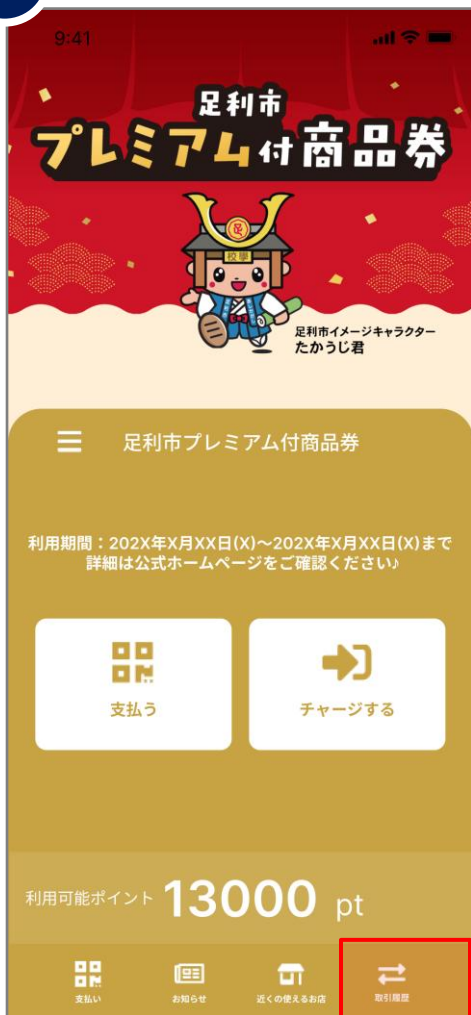 9:41
足利市
プレミアム付商品券
足
校學
足利市イメージキャラクター
たかうじ君
足利市プレミアム付商品券
利用期間：202X年X月XX日(X)～202X年X月XX日(X)まで
詳細は公式ホームページをご確認ください♪
支払う
チャージする
利用可能ポイント 13000 pt
支払い
お知らせ
近くの使えるお店
取引履歴